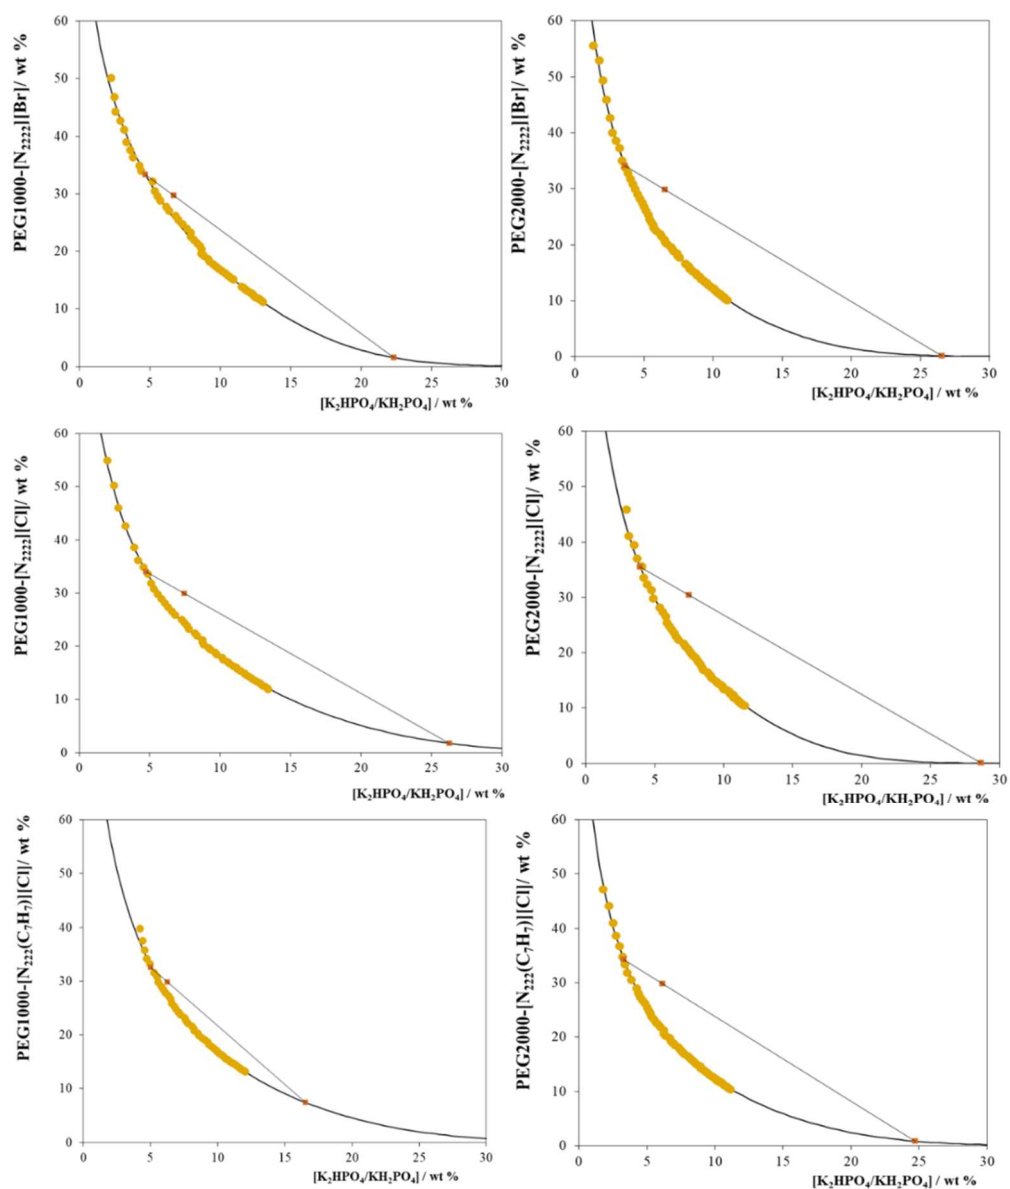 PEG1000-[N₂₂₂₂][Br]/ wt %
60
50
40
30
20
10
0
0 5 10 15 20 25 30
[K₂HPO₄/KH₂PO₄] / wt %
PEG2000-[N₂₂₂₂][Br]/ wt %
60
50
40
30
20
10
0
0 5 10 15 20 25 30
[K₂HPO₄/KH₂PO₄] / wt %
PEG1000-[N₂₂₂₂][Cl]/ wt %
60
50
40
30
20
10
0
0 5 10 15 20 25 30
[K₂HPO₄/KH₂PO₄] / wt %
PEG2000-[N₂₂₂₂][Cl]/ wt %
60
50
40
30
20
10
0
0 5 10 15 20 25 30
[K₂HPO₄/KH₂PO₄] / wt %
PEG1000-[N₂₂₂(C₇H₇)][Cl]/ wt %
60
50
40
30
20
10
0
0 5 10 15 20 25 30
[K₂HPO₄/KH₂PO₄] / wt %
PEG2000-[N₂₂₂(C₇H₇)][Cl]/ wt %
60
50
40
30
20
10
0
0 5 10 15 20 25 30
[K₂HPO₄/KH₂PO₄] / wt %